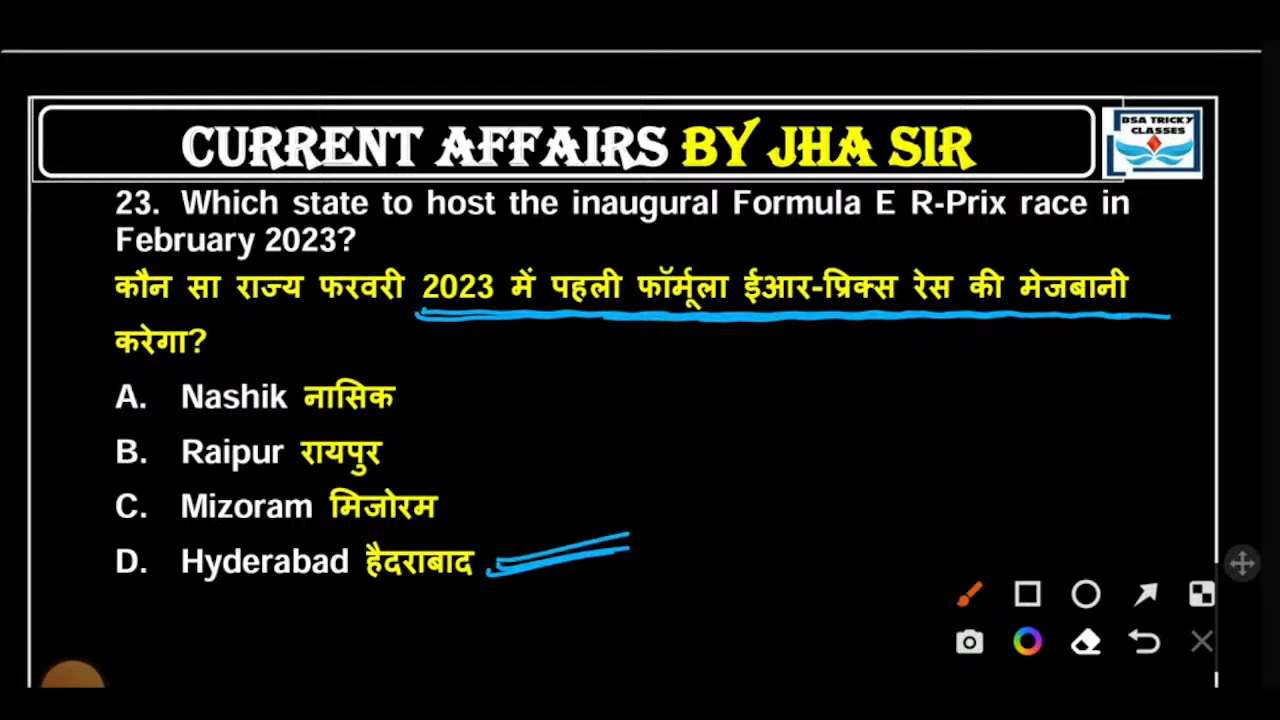 CURRENT AFFAIRS BY JHA SIR
BSA TRICKY
CLASSES
23. Which state to host the inaugural Formula E R-Prix race in
February 2023?
कौन सा राज्य फरवरी 2023 में पहली फॉर्मूला ईआर-प्रिक्स रेस की मेजबानी
करेगा?
A. Nashik नासिक
B. Raipur रायपुर
C. Mizoram मिजोरम
D. Hyderabad हैदराबाद